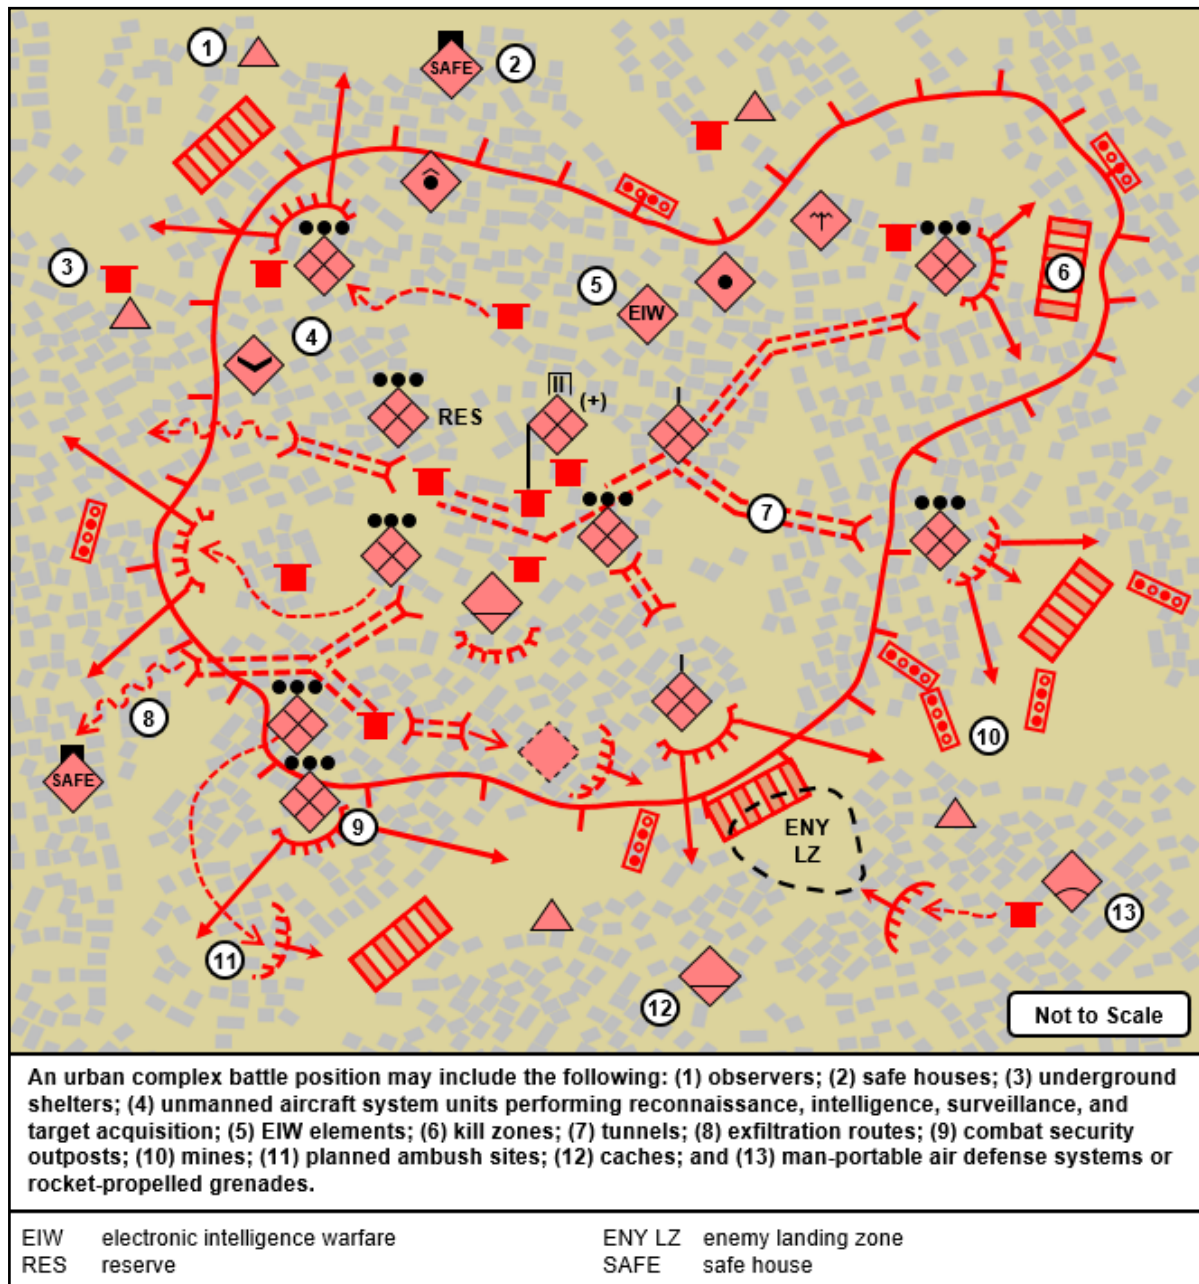 1
SAFE
2
3
4
5
EIW
6
II
(+)
RES
7
8
SAFE
9
10
ENY
LZ
11
12
13
Not to Scale
An urban complex battle position may include the following: (1) observers; (2) safe houses; (3) underground
shelters; (4) unmanned aircraft system units performing reconnaissance, intelligence, surveillance, and
target acquisition; (5) EIW elements; (6) kill zones; (7) tunnels; (8) exfiltration routes; (9) combat security
outposts; (10) mines; (11) planned ambush sites; (12) caches; and (13) man-portable air defense systems or
rocket-propelled grenades.
EIW electronic intelligence warfare
ENY LZ enemy landing zone
RES reserve
SAFE safe house